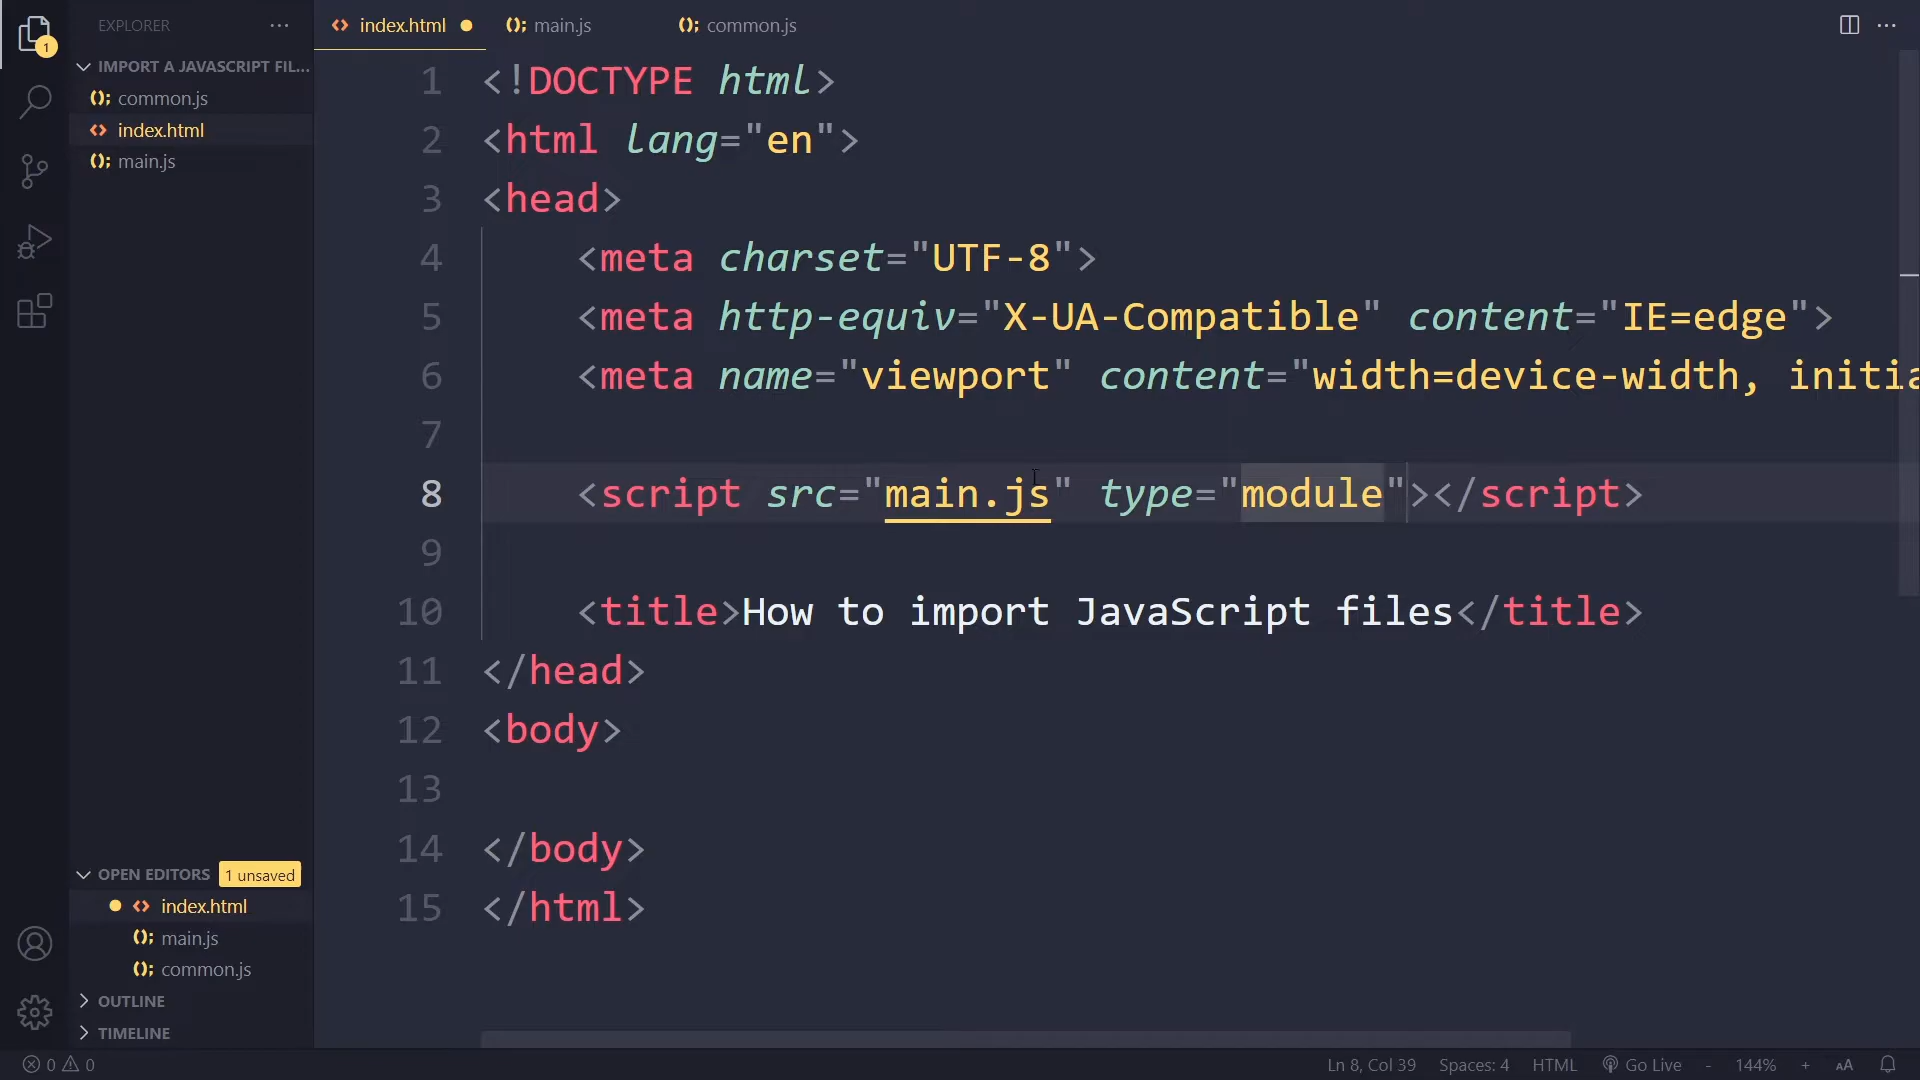 1
EXPLORER
IMPORT A JAVASCRIPT FIL...
common.js
index.html
main.js
index.html
main.js
common.js
1 <!DOCTYPE html>
2 <html lang="en">
3 <head>
4 <meta charset="UTF-8">
5 <meta http-equiv="X-UA-Compatible" content="IE=edge">
6 <meta name="viewport" content="width=device-width, initia
7
8 <script src="main.js" type="module"></script>
9
10 <title>How to import JavaScript files</title>
11 </head>
12 <body>
13
14 </body>
15 </html>
OPEN EDITORS 1 unsaved
index.html
main.js
common.js
OUTLINE
TIMELINE
0 0
Ln 8, Col 39 Spaces: 4 HTML Go Live - 144% + AA